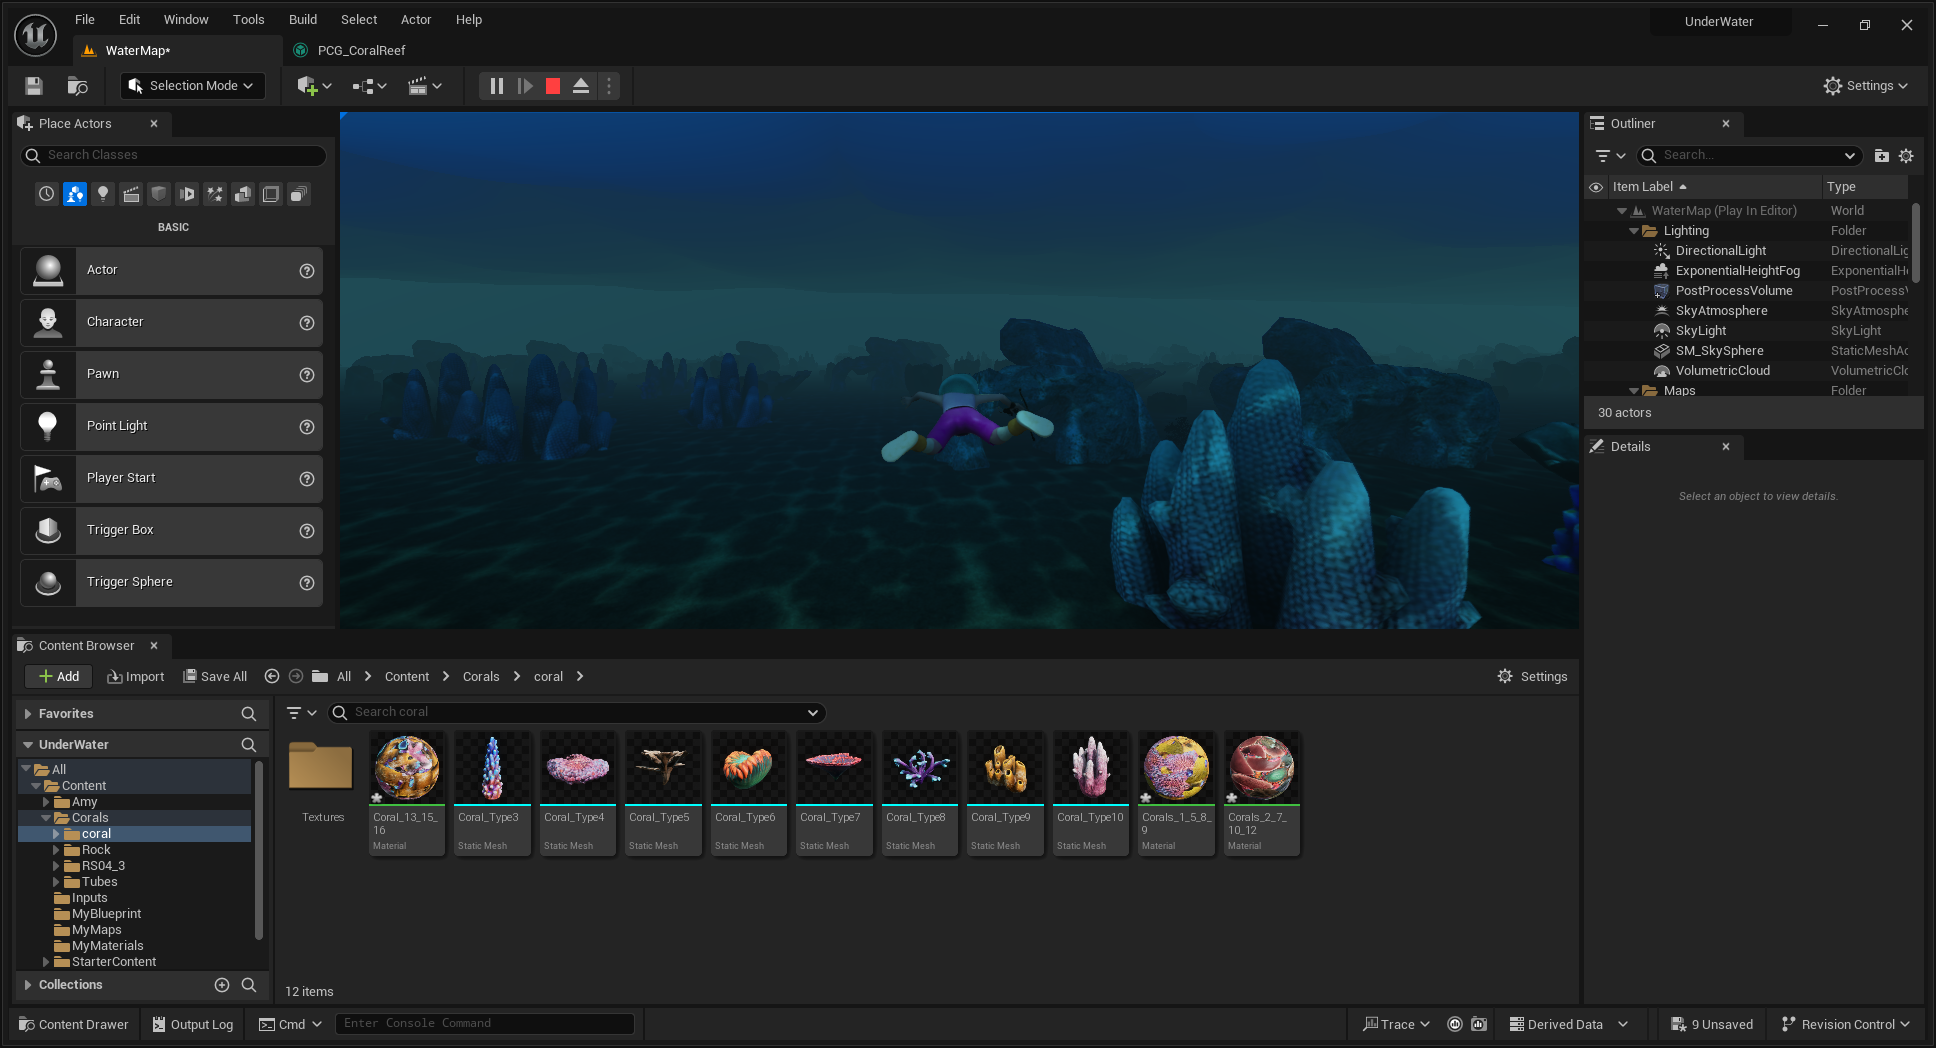 File Edit Window Tools Build Select Actor Help
UnderWater
WaterMap*
PCG_CoralReef
Selection Mode
Settings
Place Actors
Search Classes
BASIC
Actor
Character
Pawn
Point Light
Player Start
Trigger Box
Trigger Sphere
Outliner
Search...
Item Label Type
WaterMap (Play In Editor) World
Lighting Folder
DirectionalLight DirectionalLig
ExponentialHeightFog ExponentialH
PostProcessVolume PostProcessV
SkyAtmosphere SkyAtmosphe
SkyLight SkyLight
SM_SkySphere StaticMeshAc
VolumetricCloud VolumetricClo
Maps Folder
30 actors
Details
Select an object to view details.
Content Browser
Add Import Save All All Content Corals coral
Settings
Favorites
UnderWater
All
Content
Amy
Corals
coral
Rock
RS04_3
Tubes
Inputs
MyBlueprint
MyMaps
MyMaterials
StarterContent
Collections
Search coral
Textures
Coral_13_15_
16
Material
Coral_Type3
Static Mesh
Coral_Type4
Static Mesh
Coral_Type5
Static Mesh
Coral_Type6
Static Mesh
Coral_Type7
Static Mesh
Coral_Type8
Static Mesh
Coral_Type9
Static Mesh
Coral_Type10
Static Mesh
Corals_1_5_8_
9
Material
Corals_2_7_
10_12
Material
12 items
Content Drawer Output Log Cmd Enter Console Command
Trace Derived Data 9 Unsaved Revision Control